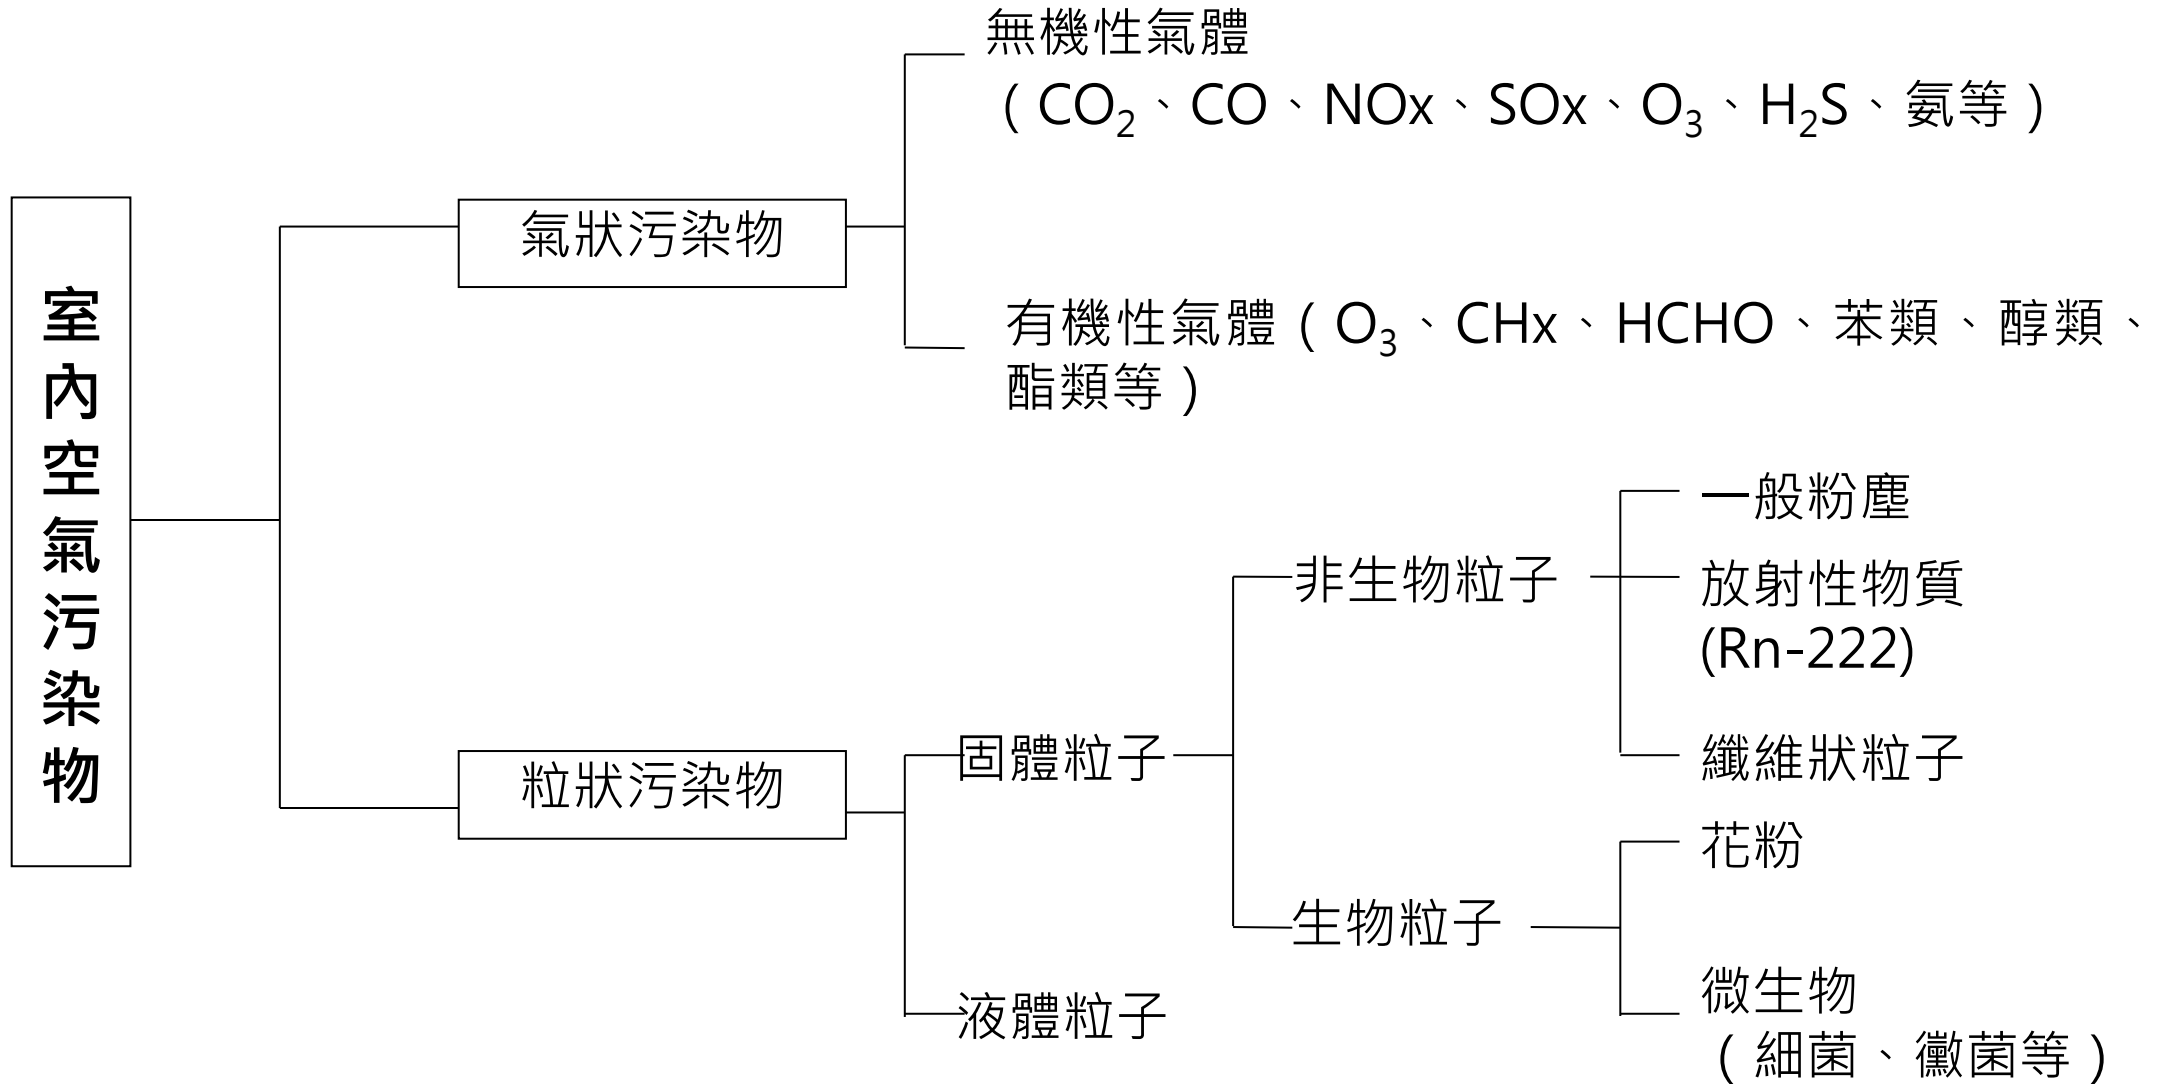 室內空氣污染物
氣狀污染物
無機性氣體
（CO₂、CO、NOx、SOx、O₃、H₂S、氨等）
有機性氣體（O₃、CHx、HCHO、苯類、醇類、
酯類等）
粒狀污染物
固體粒子
非生物粒子
一般粉塵
放射性物質
(Rn-222)
纖維狀粒子
生物粒子
花粉
微生物
（細菌、黴菌等）
液體粒子